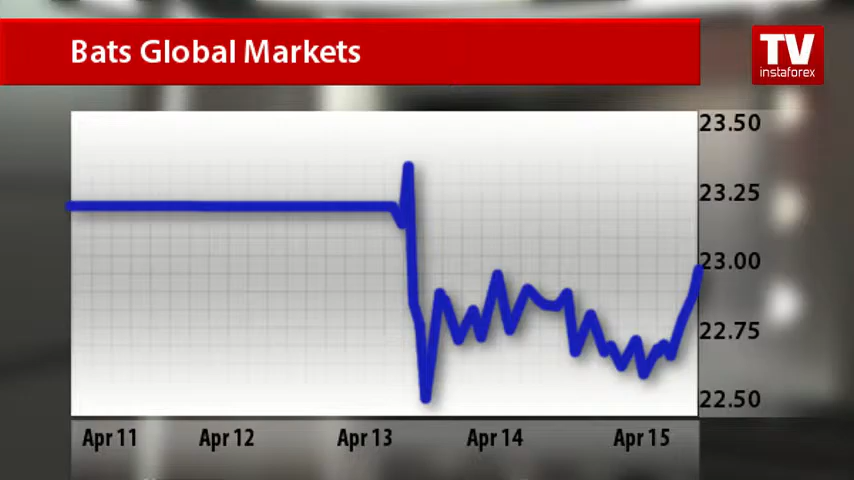 Bats Global Markets
TV
instaforex
23.50
23.25
23.00
22.75
22.50
Apr 11
Apr 12
Apr 13
Apr 14
Apr 15